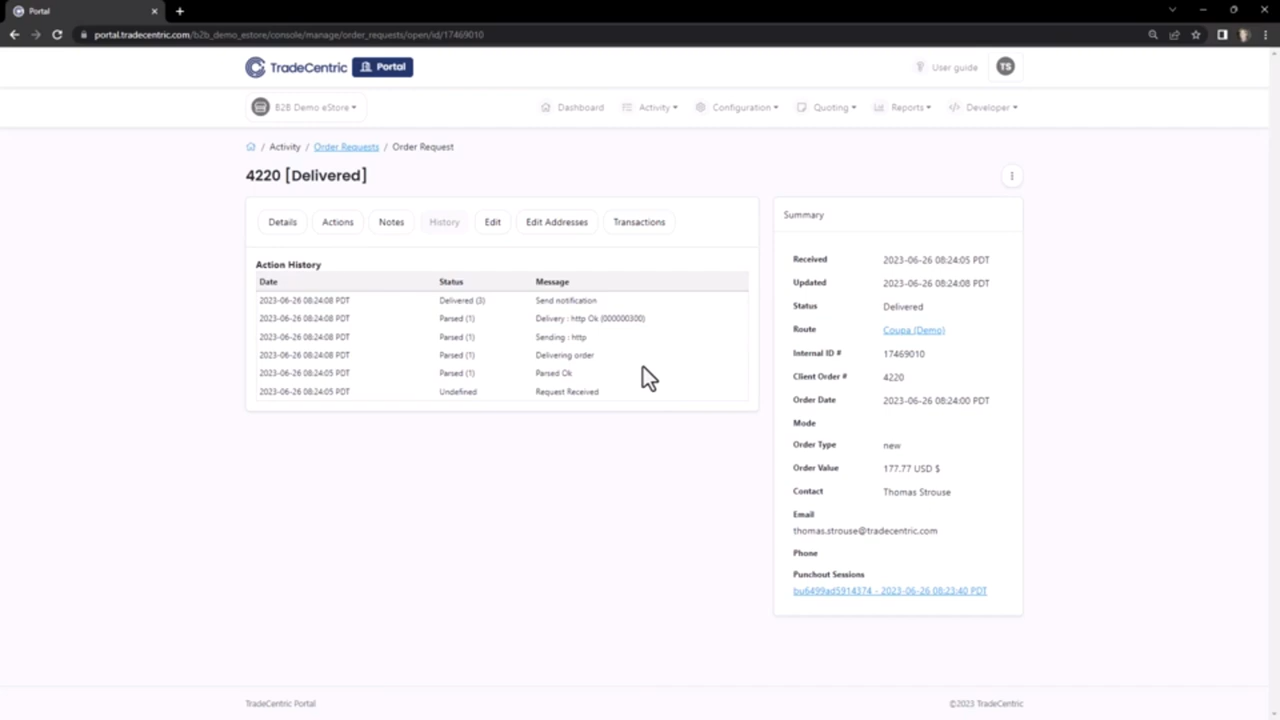 Portal
portal.tradecentric.com/b2b_demo_estore/console/manage/order_requests/open/id/17469010
TradeCentric Portal
User guide TS
B2B Demo eStore Dashboard Activity Configuration Quoting Reports Developer
/ Activity / Order Requests / Order Request
4220 [Delivered]
Details Actions Notes History Edit Edit Addresses Transactions
Action History
Date Status Message
2023-06-26 08:24:08 PDT Delivered (3) Send notification
2023-06-26 08:24:08 PDT Parsed (1) Delivery : http Ok (000000300)
2023-06-26 08:24:08 PDT Parsed (1) Sending : http
2023-06-26 08:24:08 PDT Parsed (1) Delivering order
2023-06-26 08:24:05 PDT Parsed (1) Parsed Ok
2023-06-26 08:24:05 PDT Undefined Request Received
Summary
Received 2023-06-26 08:24:05 PDT
Updated 2023-06-26 08:24:08 PDT
Status Delivered
Route Coupa (Demo)
Internal ID # 17469010
Client Order # 4220
Order Date 2023-06-26 08:24:00 PDT
Mode
Order Type new
Order Value 177.77 USD $
Contact Thomas Strouse
Email
thomas.strouse@tradecentric.com
Phone
Punchout Sessions
bu6499ad5914374 - 2023-06-26 08:23:40 PDT
TradeCentric Portal ©2023 TradeCentric